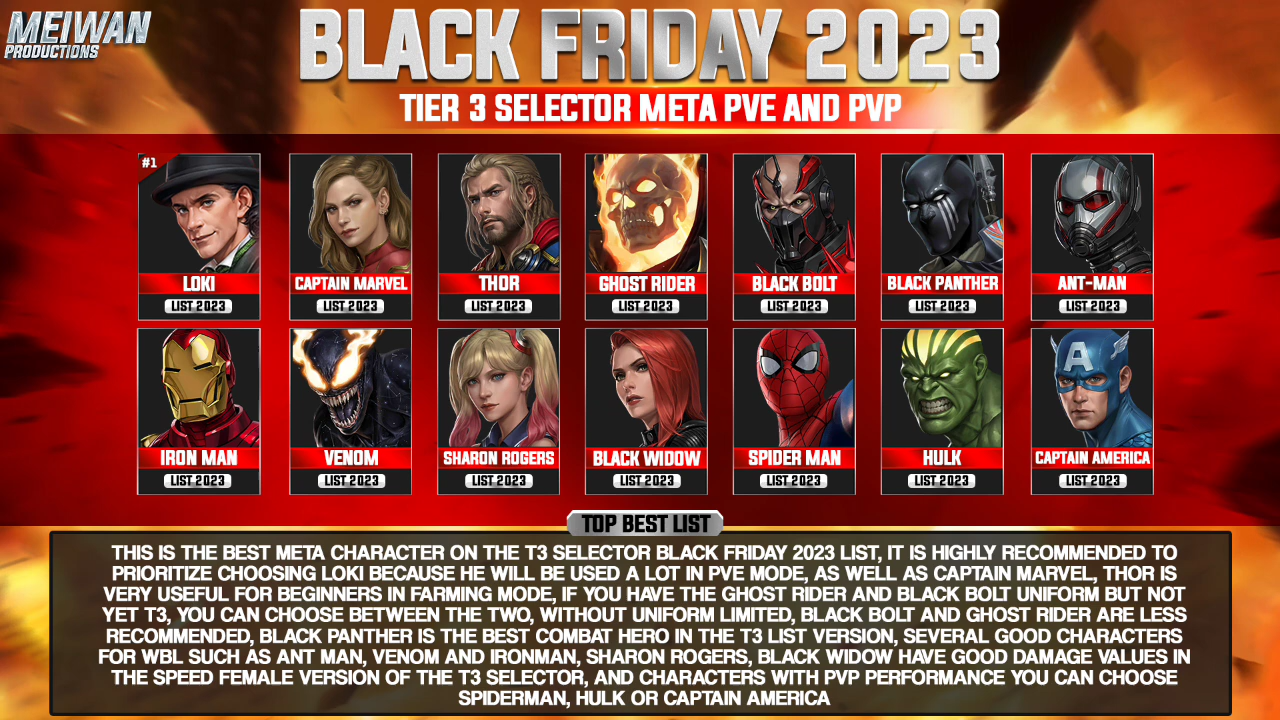 MEIWAN
PRODUCTIONS
BLACK FRIDAY 2023
TIER 3 SELECTOR META PVE AND PVP
#1
LOKI
LIST 2023
CAPTAIN MARVEL
LIST 2023
THOR
LIST 2023
GHOST RIDER
LIST 2023
BLACK BOLT
LIST 2023
BLACK PANTHER
LIST 2023
ANT-MAN
LIST 2023
IRON MAN
LIST 2023
VENOM
LIST 2023
SHARON ROGERS
LIST 2023
BLACK WIDOW
LIST 2023
SPIDER MAN
LIST 2023
HULK
LIST 2023
A
CAPTAIN AMERICA
LIST 2023
TOP BEST LIST
THIS IS THE BEST META CHARACTER ON THE T3 SELECTOR BLACK FRIDAY 2023 LIST, IT IS HIGHLY RECOMMENDED TO
PRIORITIZE CHOOSING LOKI BECAUSE HE WILL BE USED A LOT IN PVE MODE, AS WELL AS CAPTAIN MARVEL, THOR IS
VERY USEFUL FOR BEGINNERS IN FARMING MODE, IF YOU HAVE THE GHOST RIDER AND BLACK BOLT UNIFORM BUT NOT
YET T3, YOU CAN CHOOSE BETWEEN THE TWO, WITHOUT UNIFORM LIMITED, BLACK BOLT AND GHOST RIDER ARE LESS
RECOMMENDED, BLACK PANTHER IS THE BEST COMBAT HERO IN THE T3 LIST VERSION, SEVERAL GOOD CHARACTERS
FOR WBL SUCH AS ANT MAN, VENOM AND IRONMAN, SHARON ROGERS, BLACK WIDOW HAVE GOOD DAMAGE VALUES IN
THE SPEED FEMALE VERSION OF THE T3 SELECTOR, AND CHARACTERS WITH PVP PERFORMANCE YOU CAN CHOOSE
SPIDERMAN, HULK OR CAPTAIN AMERICA